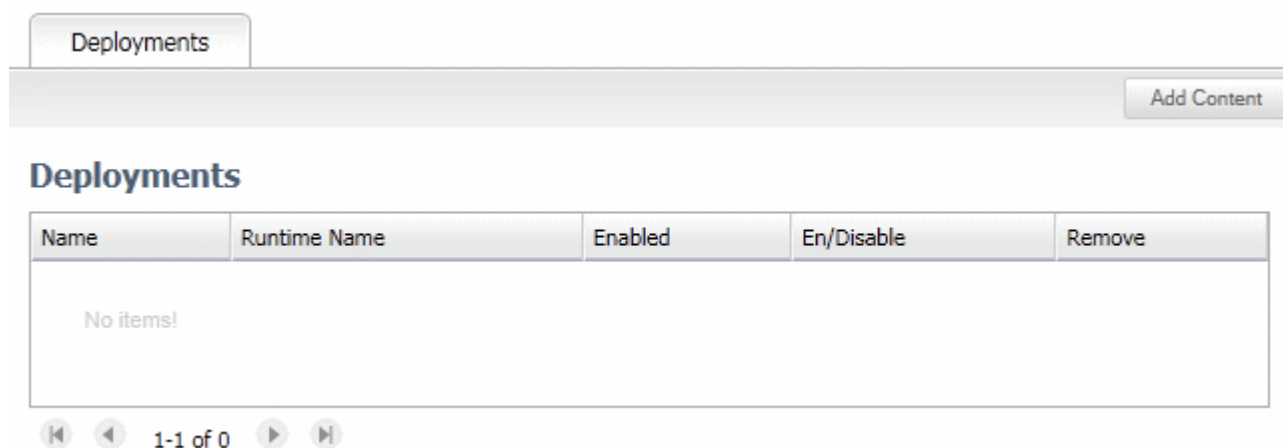 Deployments
Add Content
Deployments
Name Runtime Name Enabled En/Disable Remove
No items!
1-1 of 0